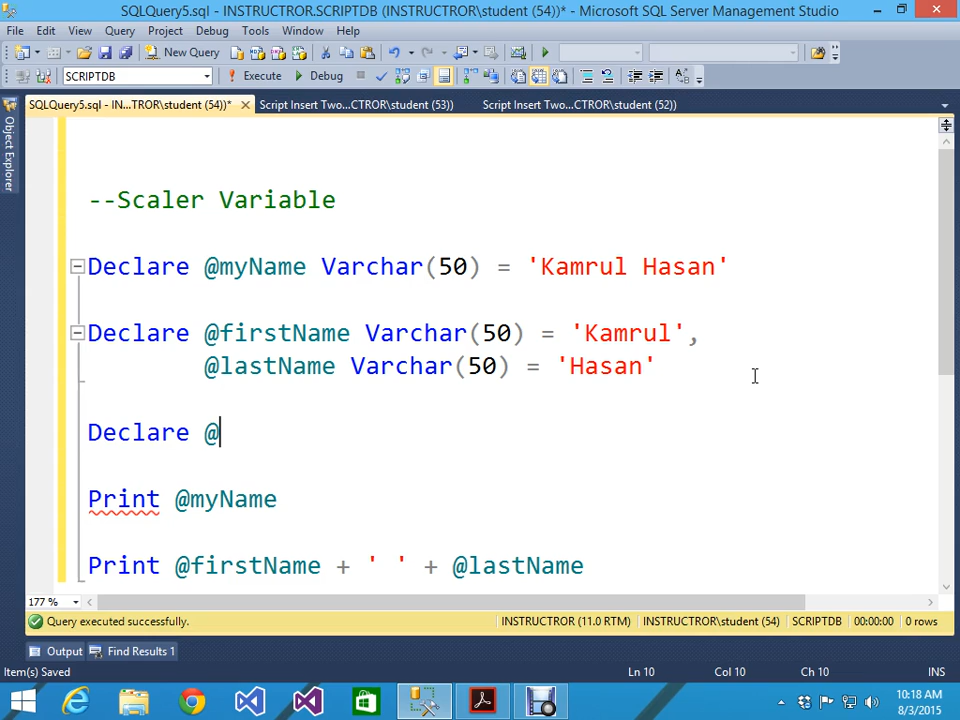 SQLQuery5.sql - INSTRUCTROR.SCRIPTDB (INSTRUCTROR\student (54))* - Microsoft SQL Server Management Studio
File Edit View Query Project Debug Tools Window Help
New Query
SCRIPTDB Execute Debug
SQLQuery5.sql - IN...TROR\student (54))* Script Insert Two...CTROR\student (53)) Script Insert Two...CTROR\student (52))
Object Explorer
--Scaler Variable
Declare @myName Varchar(50) = 'Kamrul Hasan'
Declare @firstName Varchar(50) = 'Kamrul',
@lastName Varchar(50) = 'Hasan'
Declare @
Print @myName
Print @firstName + ' ' + @lastName
177 %
Query executed successfully. INSTRUCTROR (11.0 RTM) INSTRUCTROR\student (54) SCRIPTDB 00:00:00 0 rows
Output Find Results 1
Item(s) Saved Ln 10 Col 10 Ch 10 INS
10:18 AM
8/3/2015